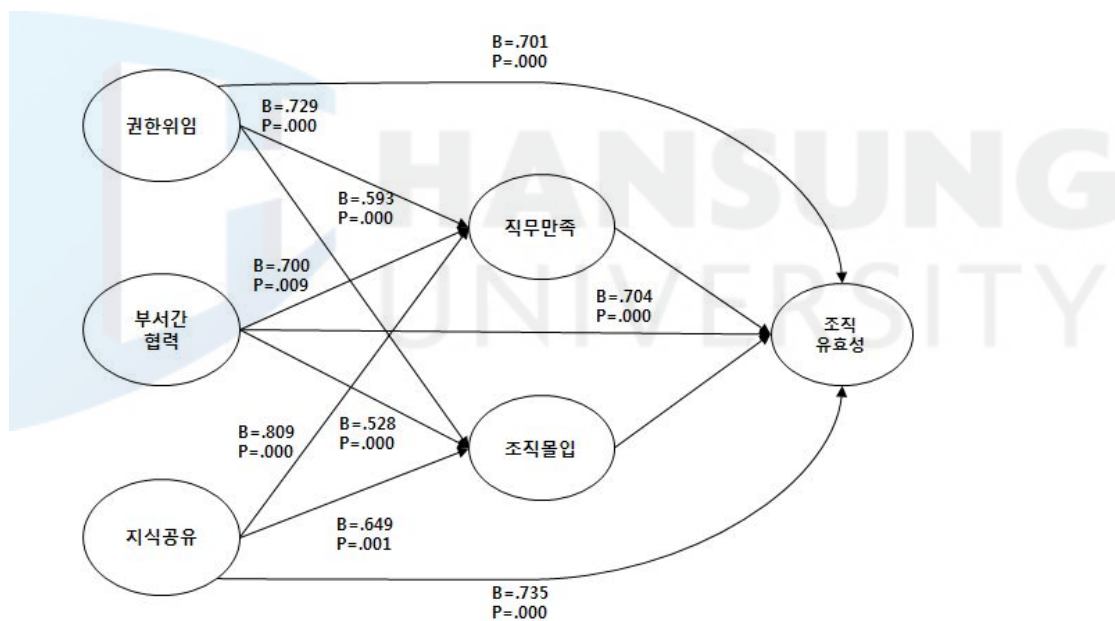 B=.701
P=.000
B=.729
P=.000
권한위임
B=.593
P=.000
직무만족
B=.700
P=.009
부서간
협력
B=.704
P=.000
조직
유효성
B=.809
P=.000
B=.528
P=.000
조직몰입
지식공유
B=.649
P=.001
B=.735
P=.000
HANSUNG
UNIVERSITY